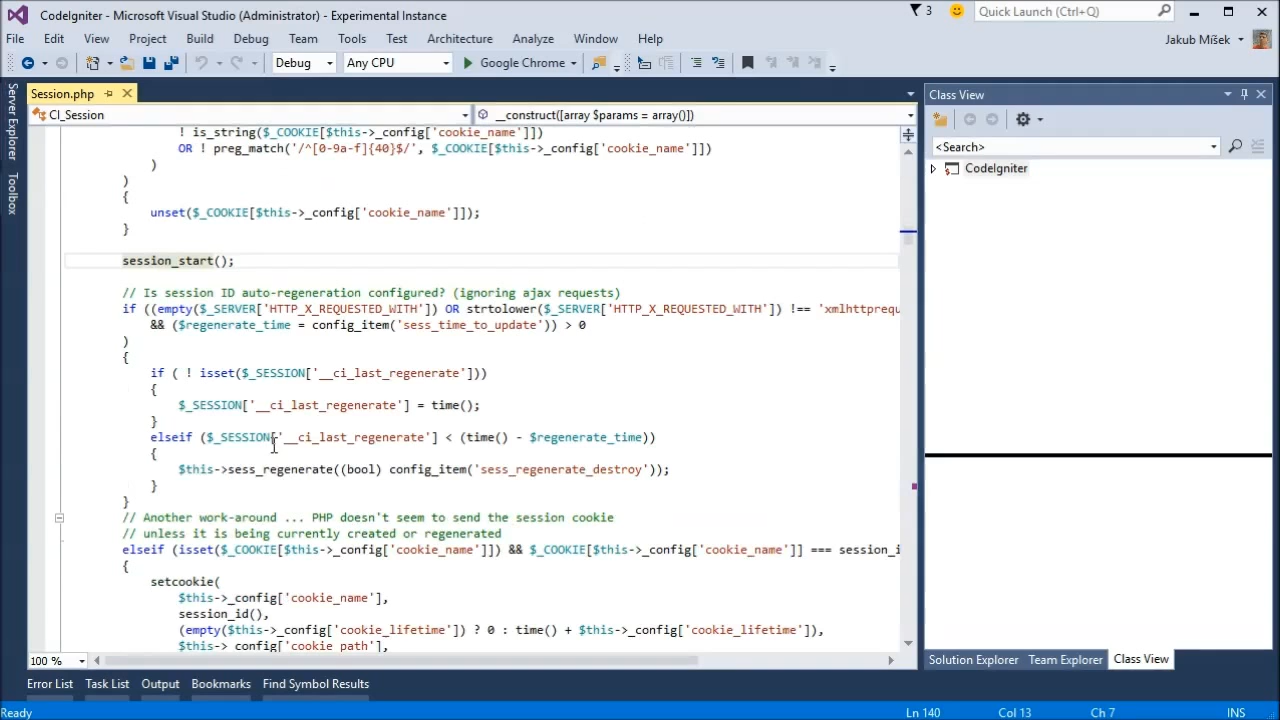 CodeIgniter - Microsoft Visual Studio (Administrator) - Experimental Instance
3
Quick Launch (Ctrl+Q)
File Edit View Project Build Debug Team Tools Test Architecture Analyze Window Help
Jakub Míšek
Debug Any CPU Google Chrome
Server Explorer
Toolbox
Session.php
CI_Session
__construct([array $params = array()])
! is_string($_COOKIE[$this->_config['cookie_name']])
OR ! preg_match('/^[0-9a-f]{40}$/', $_COOKIE[$this->_config['cookie_name']])
)
)
{
unset($_COOKIE[$this->_config['cookie_name']]);
}
session_start();
// Is session ID auto-regeneration configured? (ignoring ajax requests)
if ((empty($_SERVER['HTTP_X_REQUESTED_WITH']) OR strtolower($_SERVER['HTTP_X_REQUESTED_WITH']) !== 'xmlhttprequ
&& ($regenerate_time = config_item('sess_time_to_update')) > 0
)
{
if ( ! isset($_SESSION['__ci_last_regenerate']))
{
$_SESSION['__ci_last_regenerate'] = time();
}
elseif ($_SESSION['__ci_last_regenerate'] < (time() - $regenerate_time))
{
$this->sess_regenerate((bool) config_item('sess_regenerate_destroy'));
}
}
// Another work-around ... PHP doesn't seem to send the session cookie
// unless it is being currently created or regenerated
elseif (isset($_COOKIE[$this->_config['cookie_name']]) && $_COOKIE[$this->_config['cookie_name']] === session_i
{
setcookie(
$this->_config['cookie_name'],
session_id(),
(empty($this->_config['cookie_lifetime']) ? 0 : time() + $this->_config['cookie_lifetime']),
$this->_config['cookie_path'],
100 %
Class View
<Search>
CodeIgniter
Solution Explorer Team Explorer Class View
Error List Task List Output Bookmarks Find Symbol Results
Ready Ln 140 Col 13 Ch 7 INS